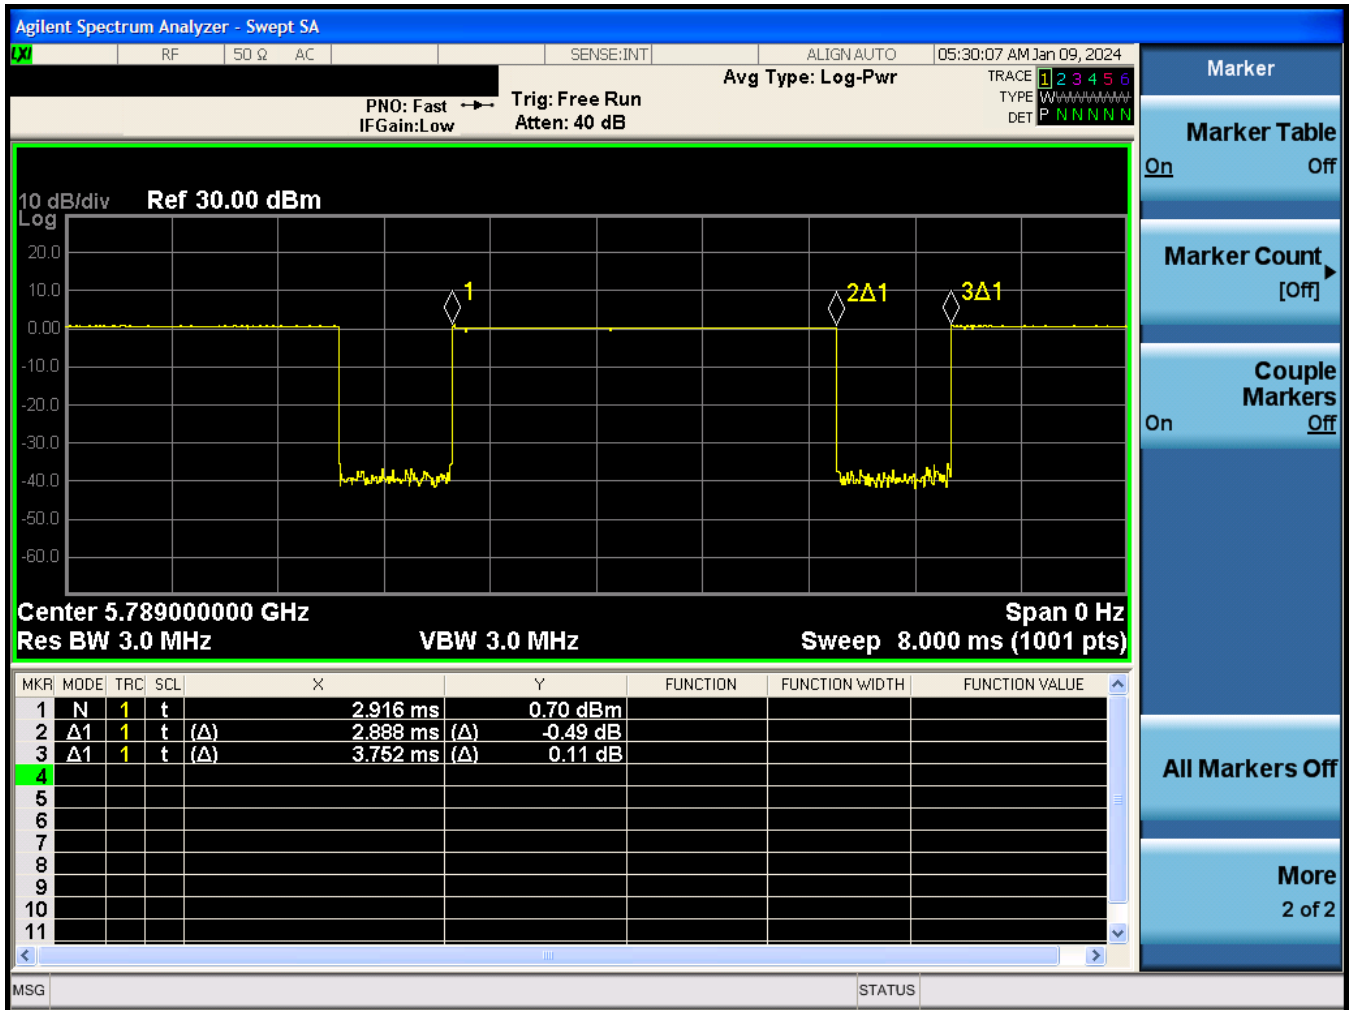 Agilent Spectrum Analyzer - Swept SA
LXI RF 50 Ω AC SENSE:INT ALIGN AUTO 05:30:07 AM Jan 09, 2024
Avg Type: Log-Pwr
TRACE 1 2 3 4 5 6
TYPE
DET P N N N N N
PNO: Fast
IFGain:Low
Trig: Free Run
Atten: 40 dB
10 dB/div
Log
Ref 30.00 dBm
20.0
10.0
0.00
-10.0
-20.0
-30.0
-40.0
-50.0
-60.0
1
2Δ1
3Δ1
Center 5.789000000 GHz Span 0 Hz
Res BW 3.0 MHz VBW 3.0 MHz Sweep 8.000 ms (1001 pts)
MKR MODE TRC SCL X Y FUNCTION FUNCTION WIDTH FUNCTION VALUE
1 N 1 t 2.916 ms 0.70 dBm
2 Δ1 1 t (Δ) 2.888 ms (Δ) -0.49 dB
3 Δ1 1 t (Δ) 3.752 ms (Δ) 0.11 dB
4
5
6
7
8
9
10
11
MSG STATUS
Marker
Marker Table
On Off
Marker Count
[Off]
Couple
Markers
On Off
All Markers Off
More
2 of 2